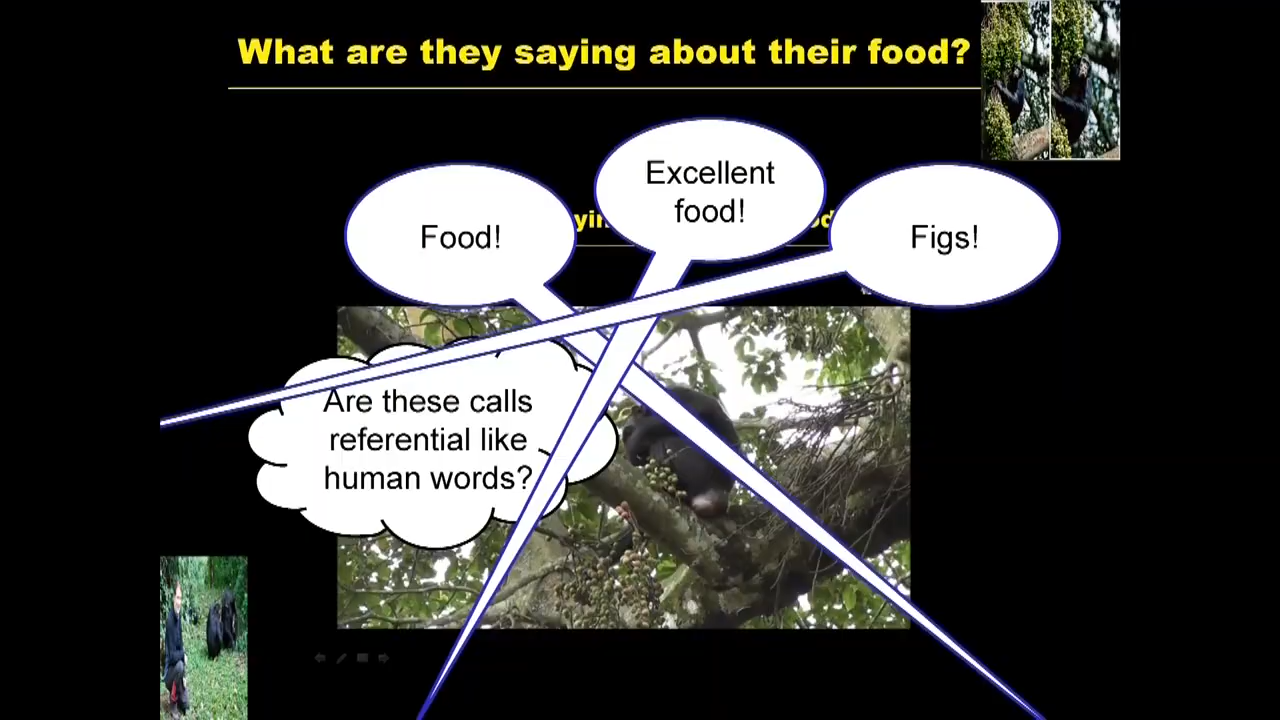 What are they saying about their food?
Excellent
food!
Food!
Figs!
Are these calls
referential like
human words?